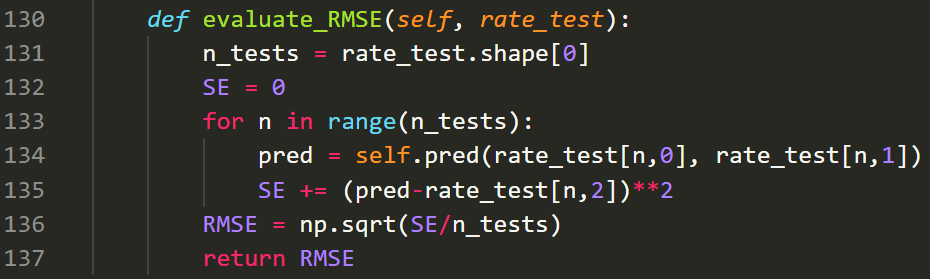 130 def evaluate_RMSE(self, rate_test):
131 n_tests = rate_test.shape[0]
132 SE = 0
133 for n in range(n_tests):
134 pred = self.pred(rate_test[n,0], rate_test[n,1])
135 SE += (pred-rate_test[n,2])**2
136 RMSE = np.sqrt(SE/n_tests)
137 return RMSE